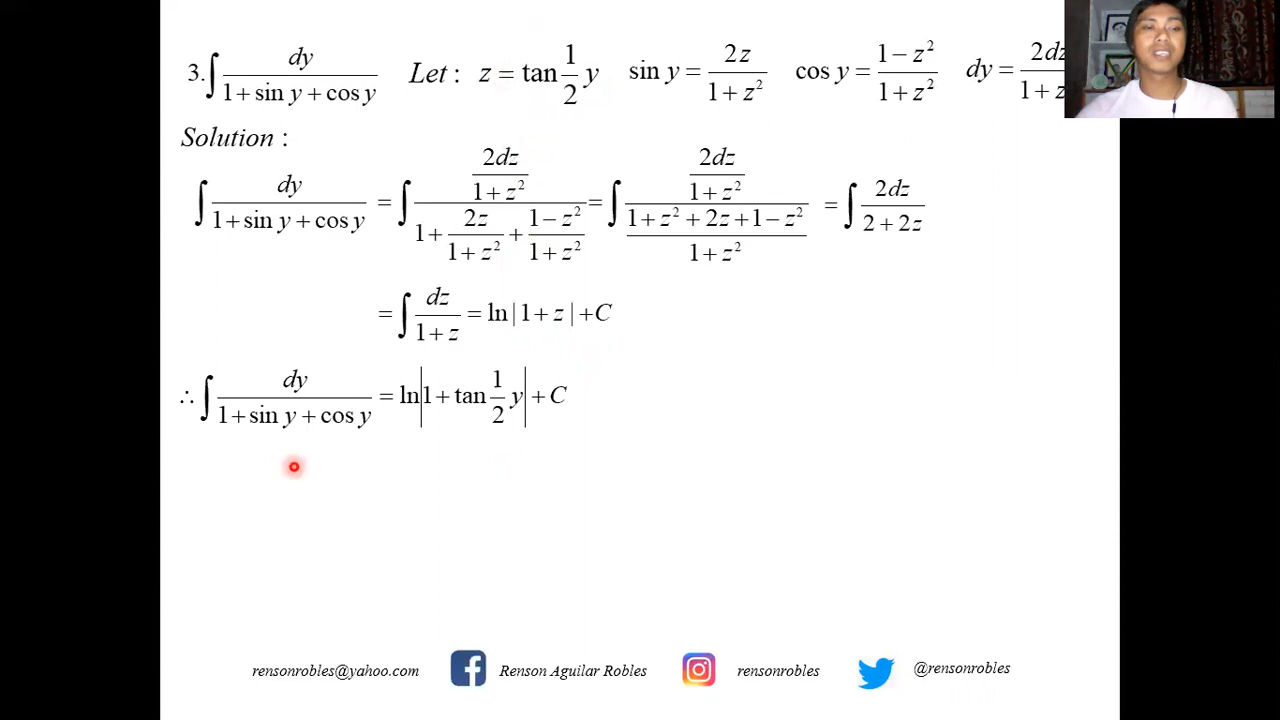 3. ∫ dy / (1 + sin y + cos y)   Let : z = tan 1/2 y   sin y = 2z / (1 + z²)   cos y = (1 − z²) / (1 + z²)   dy = 2dz / (1 + z
Solution :
∫ dy / (1 + sin y + cos y) = ∫ (2dz / (1 + z²)) / (1 + 2z / (1 + z²) + (1 − z²) / (1 + z²)) = ∫ (2dz / (1 + z²)) / ((1 + z² + 2z + 1 − z²) / (1 + z²)) = ∫ 2dz / (2 + 2z)
= ∫ dz / (1 + z) = ln | 1 + z | + C
∴ ∫ dy / (1 + sin y + cos y) = ln | 1 + tan 1/2 y | + C
rensonrobles@yahoo.com   Renson Aguilar Robles   rensonrobles   @rensonrobles